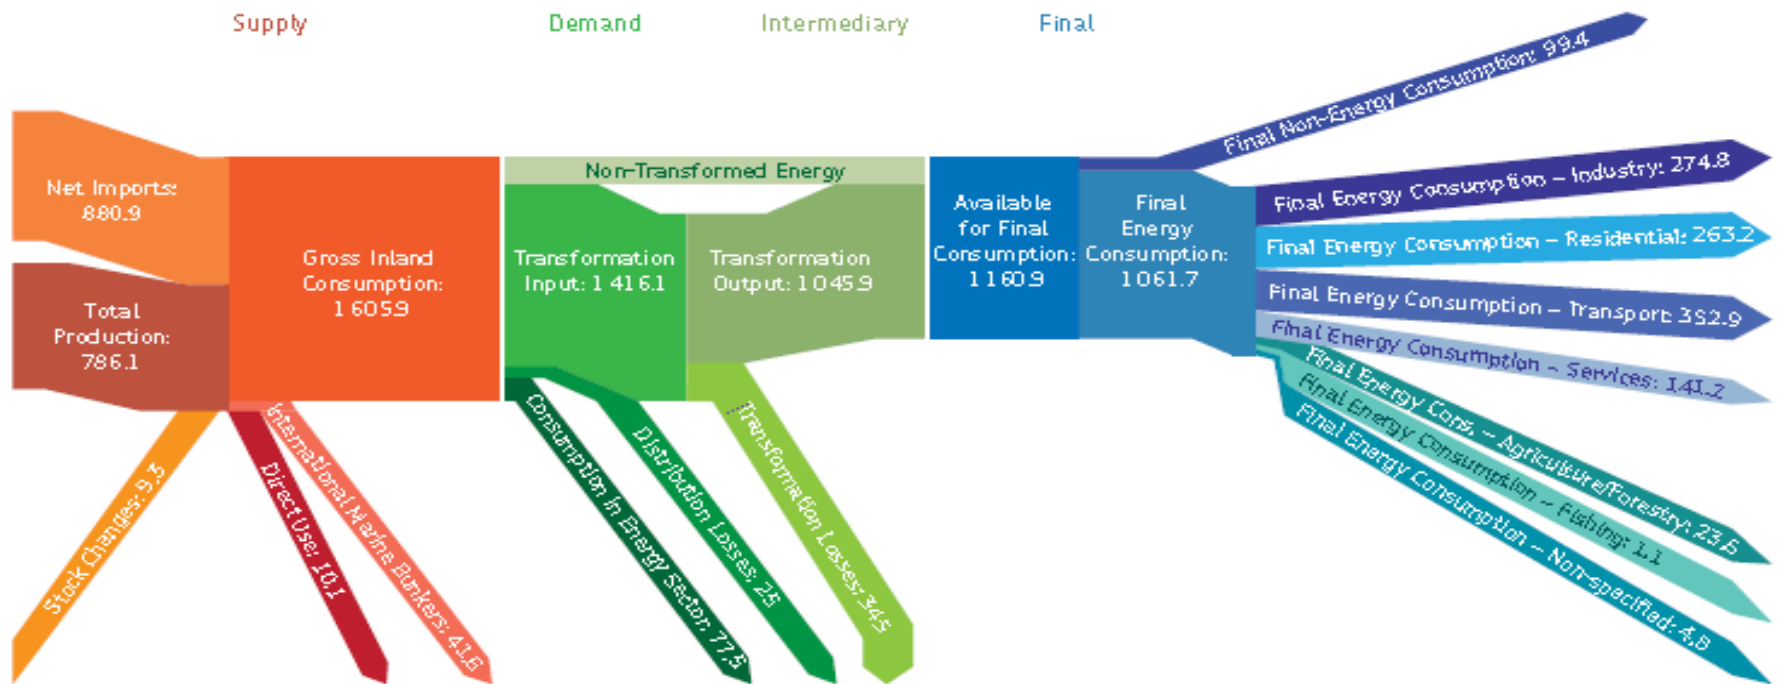 Supply
Demand
Intermediary
Final
Net Imports:
880.9
Total
Production:
786.1
Gross Inland
Consumption:
1 605.9
Stock Changes: 9,3
Direct Use: 10,1
International Marine Bunkers: 41,6
Non-Transformed Energy
Transformation
Input: 1 416.1
Transformation
Output: 1 045.9
Consumption in Energy Sector: 77,5
Distribution Losses: 25
Transformation Losses: 345
Available
for Final
Consumption:
1 160.9
Final
Energy
Consumption:
1 061.7
Final Non-Energy Consumption: 99.4
Final Energy Consumption – Industry: 274.8
Final Energy Consumption – Residential: 263.2
Final Energy Consumption – Transport: 352.9
Final Energy Consumption – Services: 141.2
Final Energy Cons. – Agriculture/Forestry: 23,6
Final Energy Consumption – Fishing: 1,1
Final Energy Consumption – Non-specified: 4,8